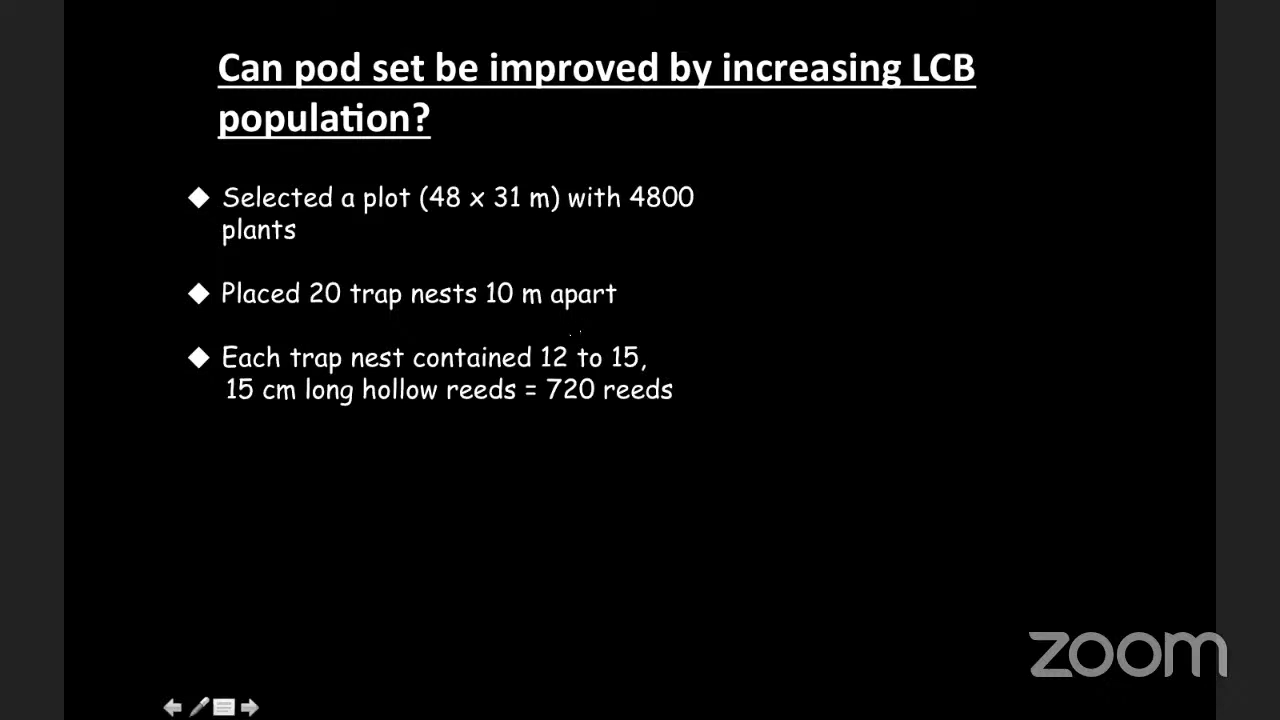 Can pod set be improved by increasing LCB
population?
◆ Selected a plot (48 x 31 m) with 4800
plants
◆ Placed 20 trap nests 10 m apart
◆ Each trap nest contained 12 to 15,
15 cm long hollow reeds = 720 reeds
zoom